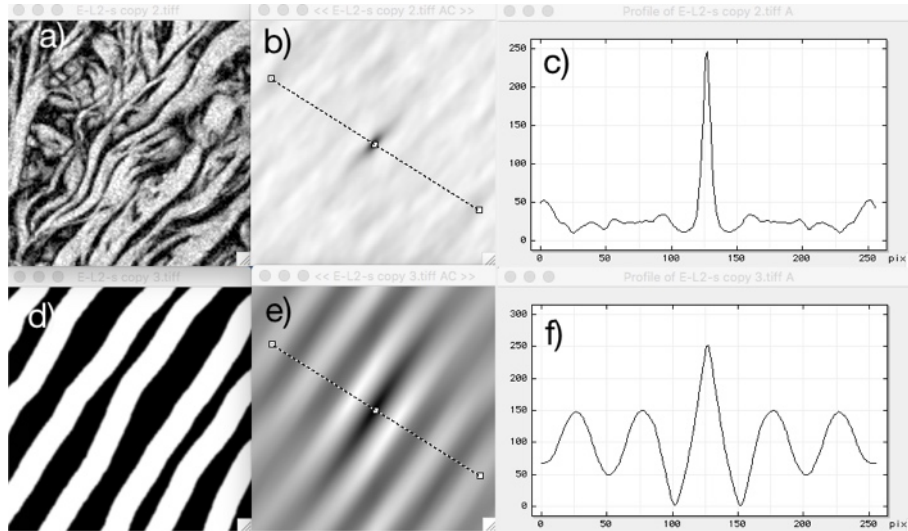 E-L2-s copy 2.tiff
<< E-L2-s copy 2.tiff AC >>
Profile of E-L2-s copy 2.tiff A
a)
b)
c)
250
200
150
100
50
0
0 50 100 150 200 250 pix
E-L2-s copy 3.tiff
<< E-L2-s copy 3.tiff AC >>
Profile of E-L2-s copy 3.tiff A
d)
e)
f)
300
250
200
150
100
50
0
0 50 100 150 200 250 pix